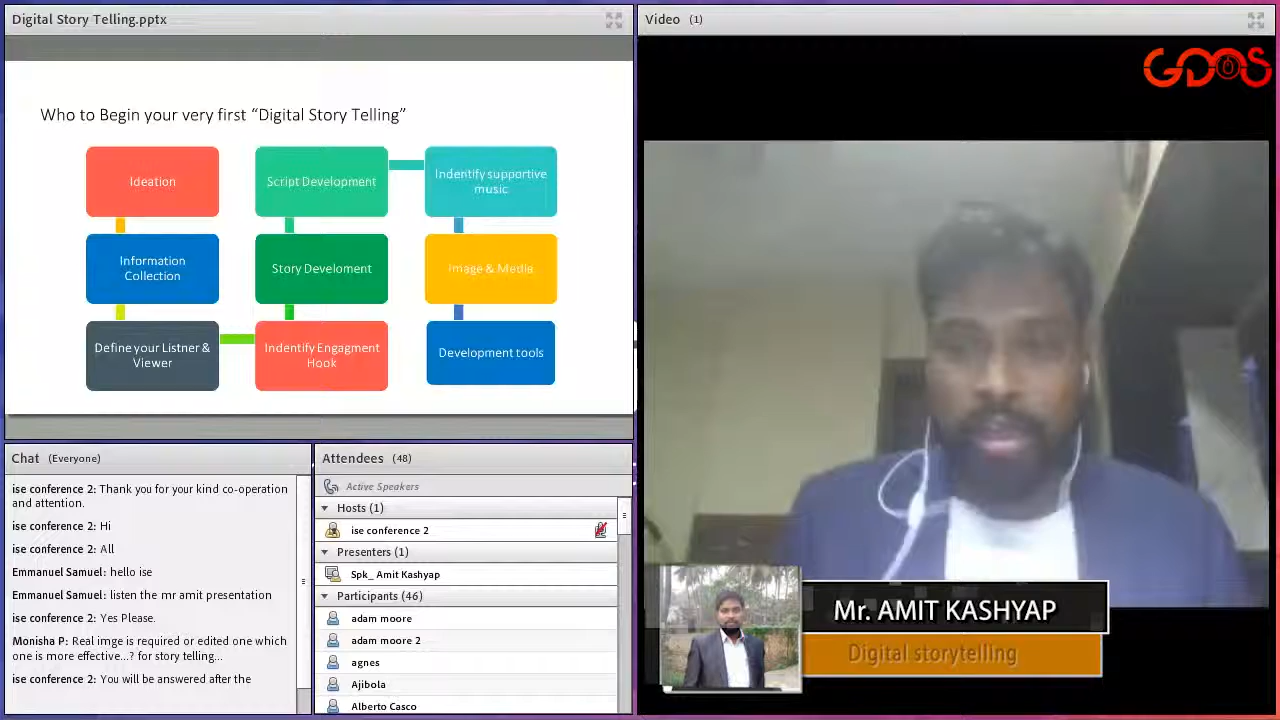 Digital Story Telling.pptx
Who to Begin your very first “Digital Story Telling”
Ideation
Script Development
Indentify supportive
music
Information
Collection
Story Develoment
Image & Media
Define your Listner &
Viewer
Indentify Engagment
Hook
Development tools
Chat (Everyone)
ise conference 2: Thank you for your kind co-operation
and attention.
ise conference 2: Hi
ise conference 2: All
Emmanuel Samuel: hello ise
Emmanuel Samuel: listen the mr amit presentation
ise conference 2: Yes Please.
Monisha P: Real imge is required or edited one which
one is more effective...? for story telling..
ise conference 2: You will be answered after the
Attendees (48)
Active Speakers
Hosts (1)
ise conference 2
Presenters (1)
Spk_ Amit Kashyap
Participants (46)
adam moore
adam moore 2
agnes
Ajibola
Alberto Casco
Video (1)
GDOS
Mr. AMIT KASHYAP
Digital storytelling